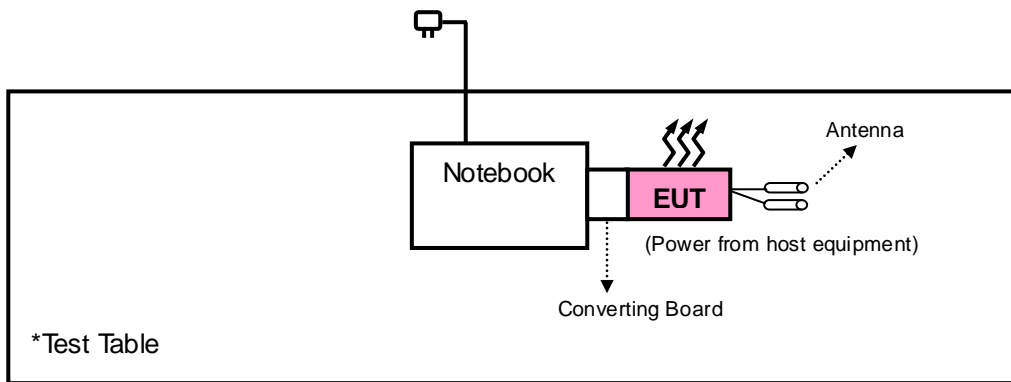 Antenna
Notebook
EUT
(Power from host equipment)
Converting Board
*Test Table